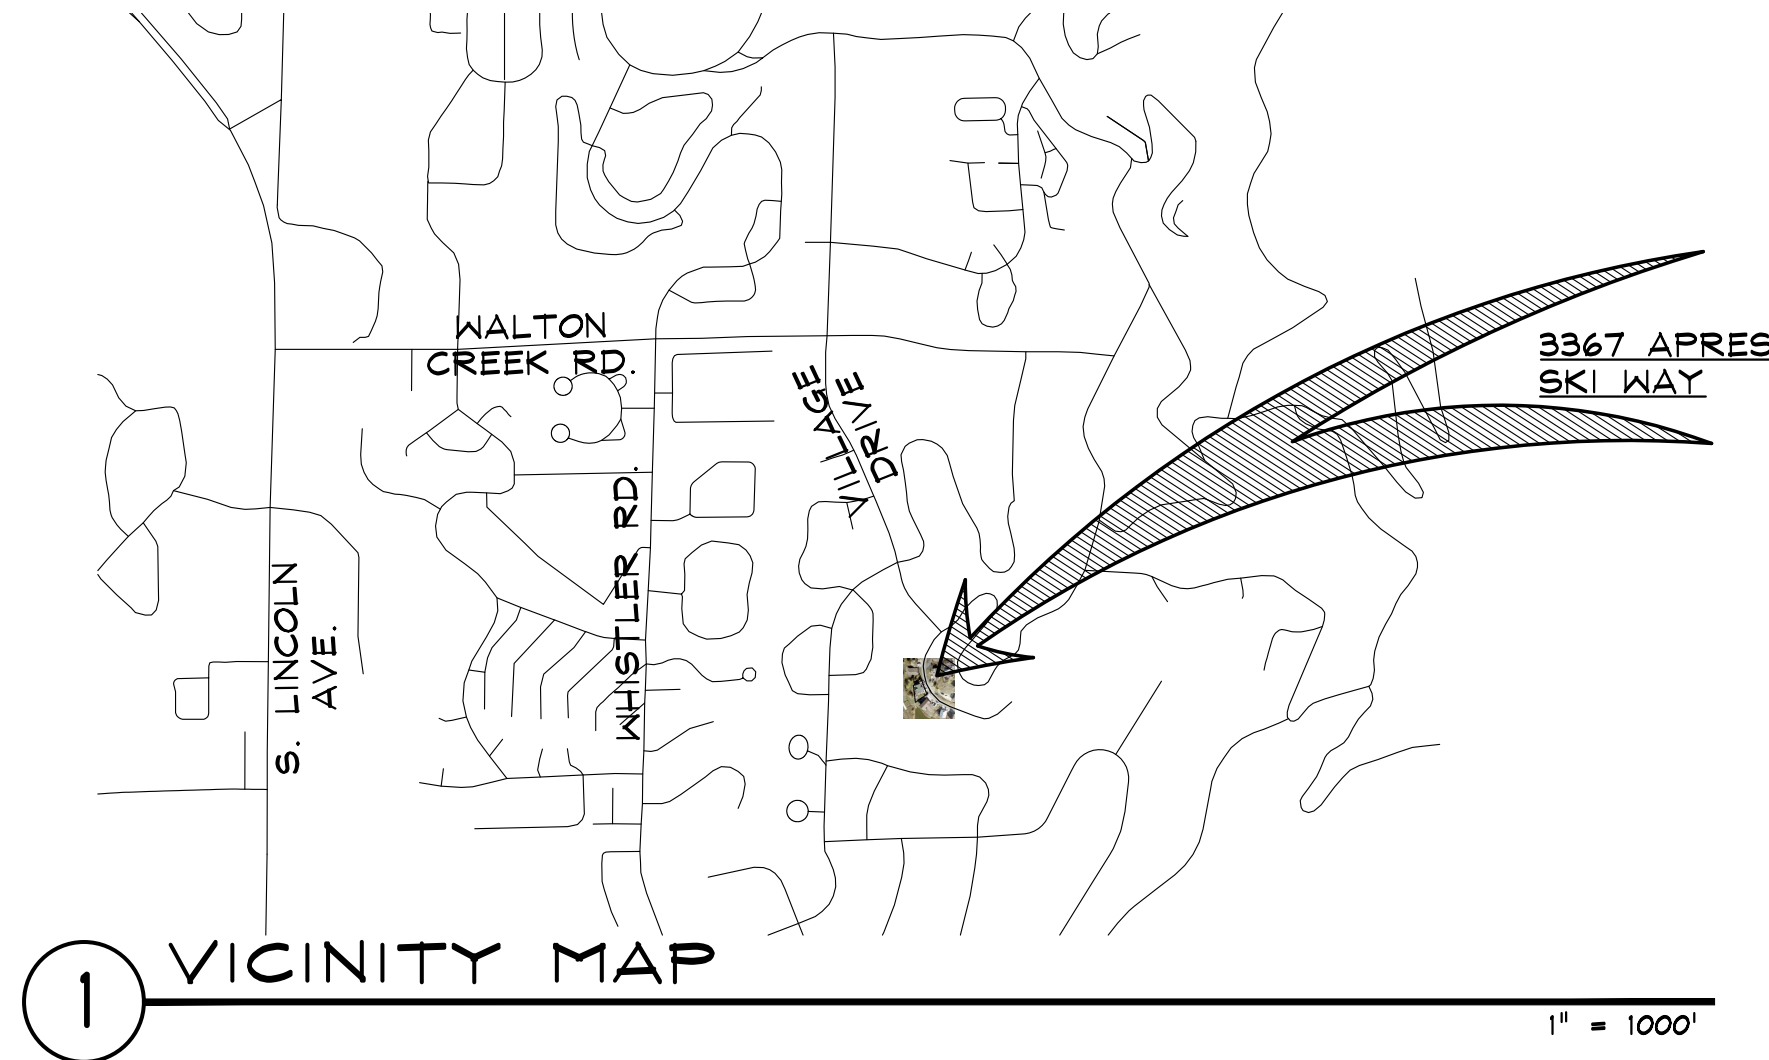 WALTON
CREEK RD.
3367 APRES
SKI WAY
VILLAGE
DRIVE
WHISTLER RD.
S. LINCOLN
AVE.
1
VICINITY MAP
1" = 1000'